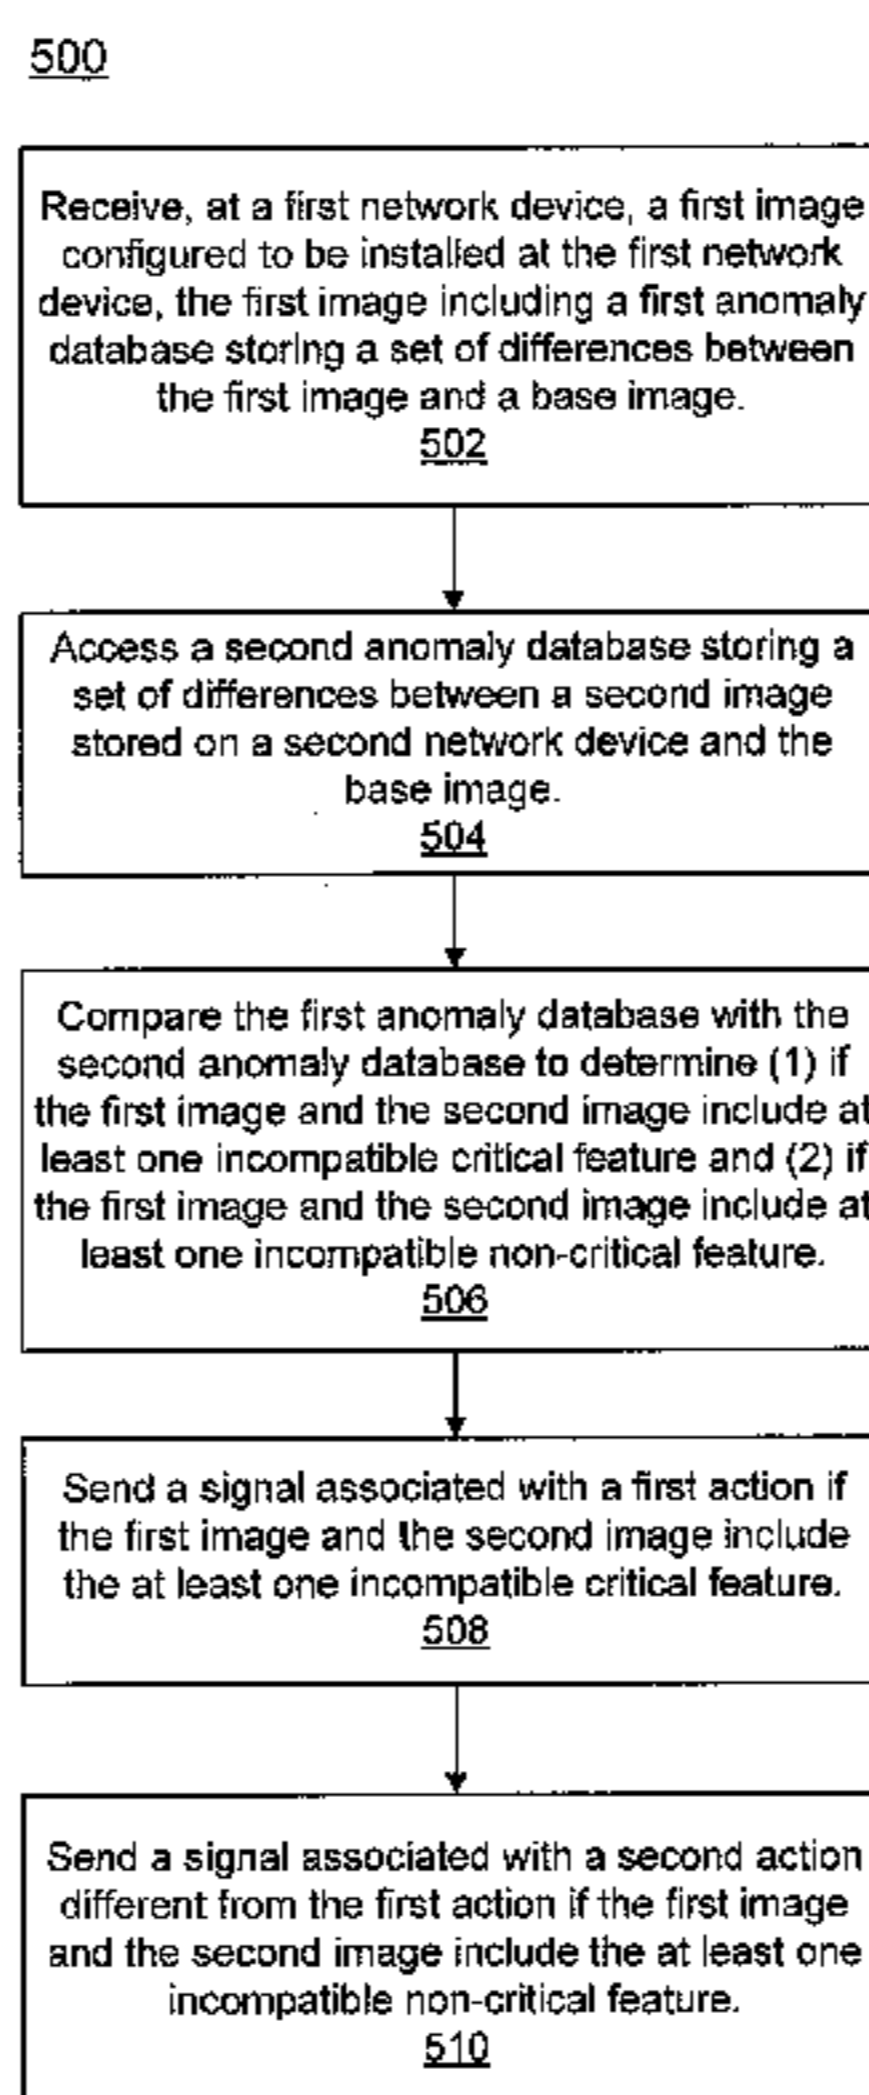 500
Receive, at a first network device, a first image
configured to be installed at the first network
device, the first image including a first anomaly
database storing a set of differences between
the first image and a base image.
502
Access a second anomaly database storing a
set of differences between a second image
stored on a second network device and the
base image.
504
Compare the first anomaly database with the
second anomaly database to determine (1) if
the first image and the second image include at
least one incompatible critical feature and (2) if
the first image and the second image include at
least one incompatible non-critical feature.
506
Send a signal associated with a first action if
the first image and the second image include
the at least one incompatible critical feature.
508
Send a signal associated with a second action
different from the first action if the first image
and the second image include the at least one
incompatible non-critical feature.
510